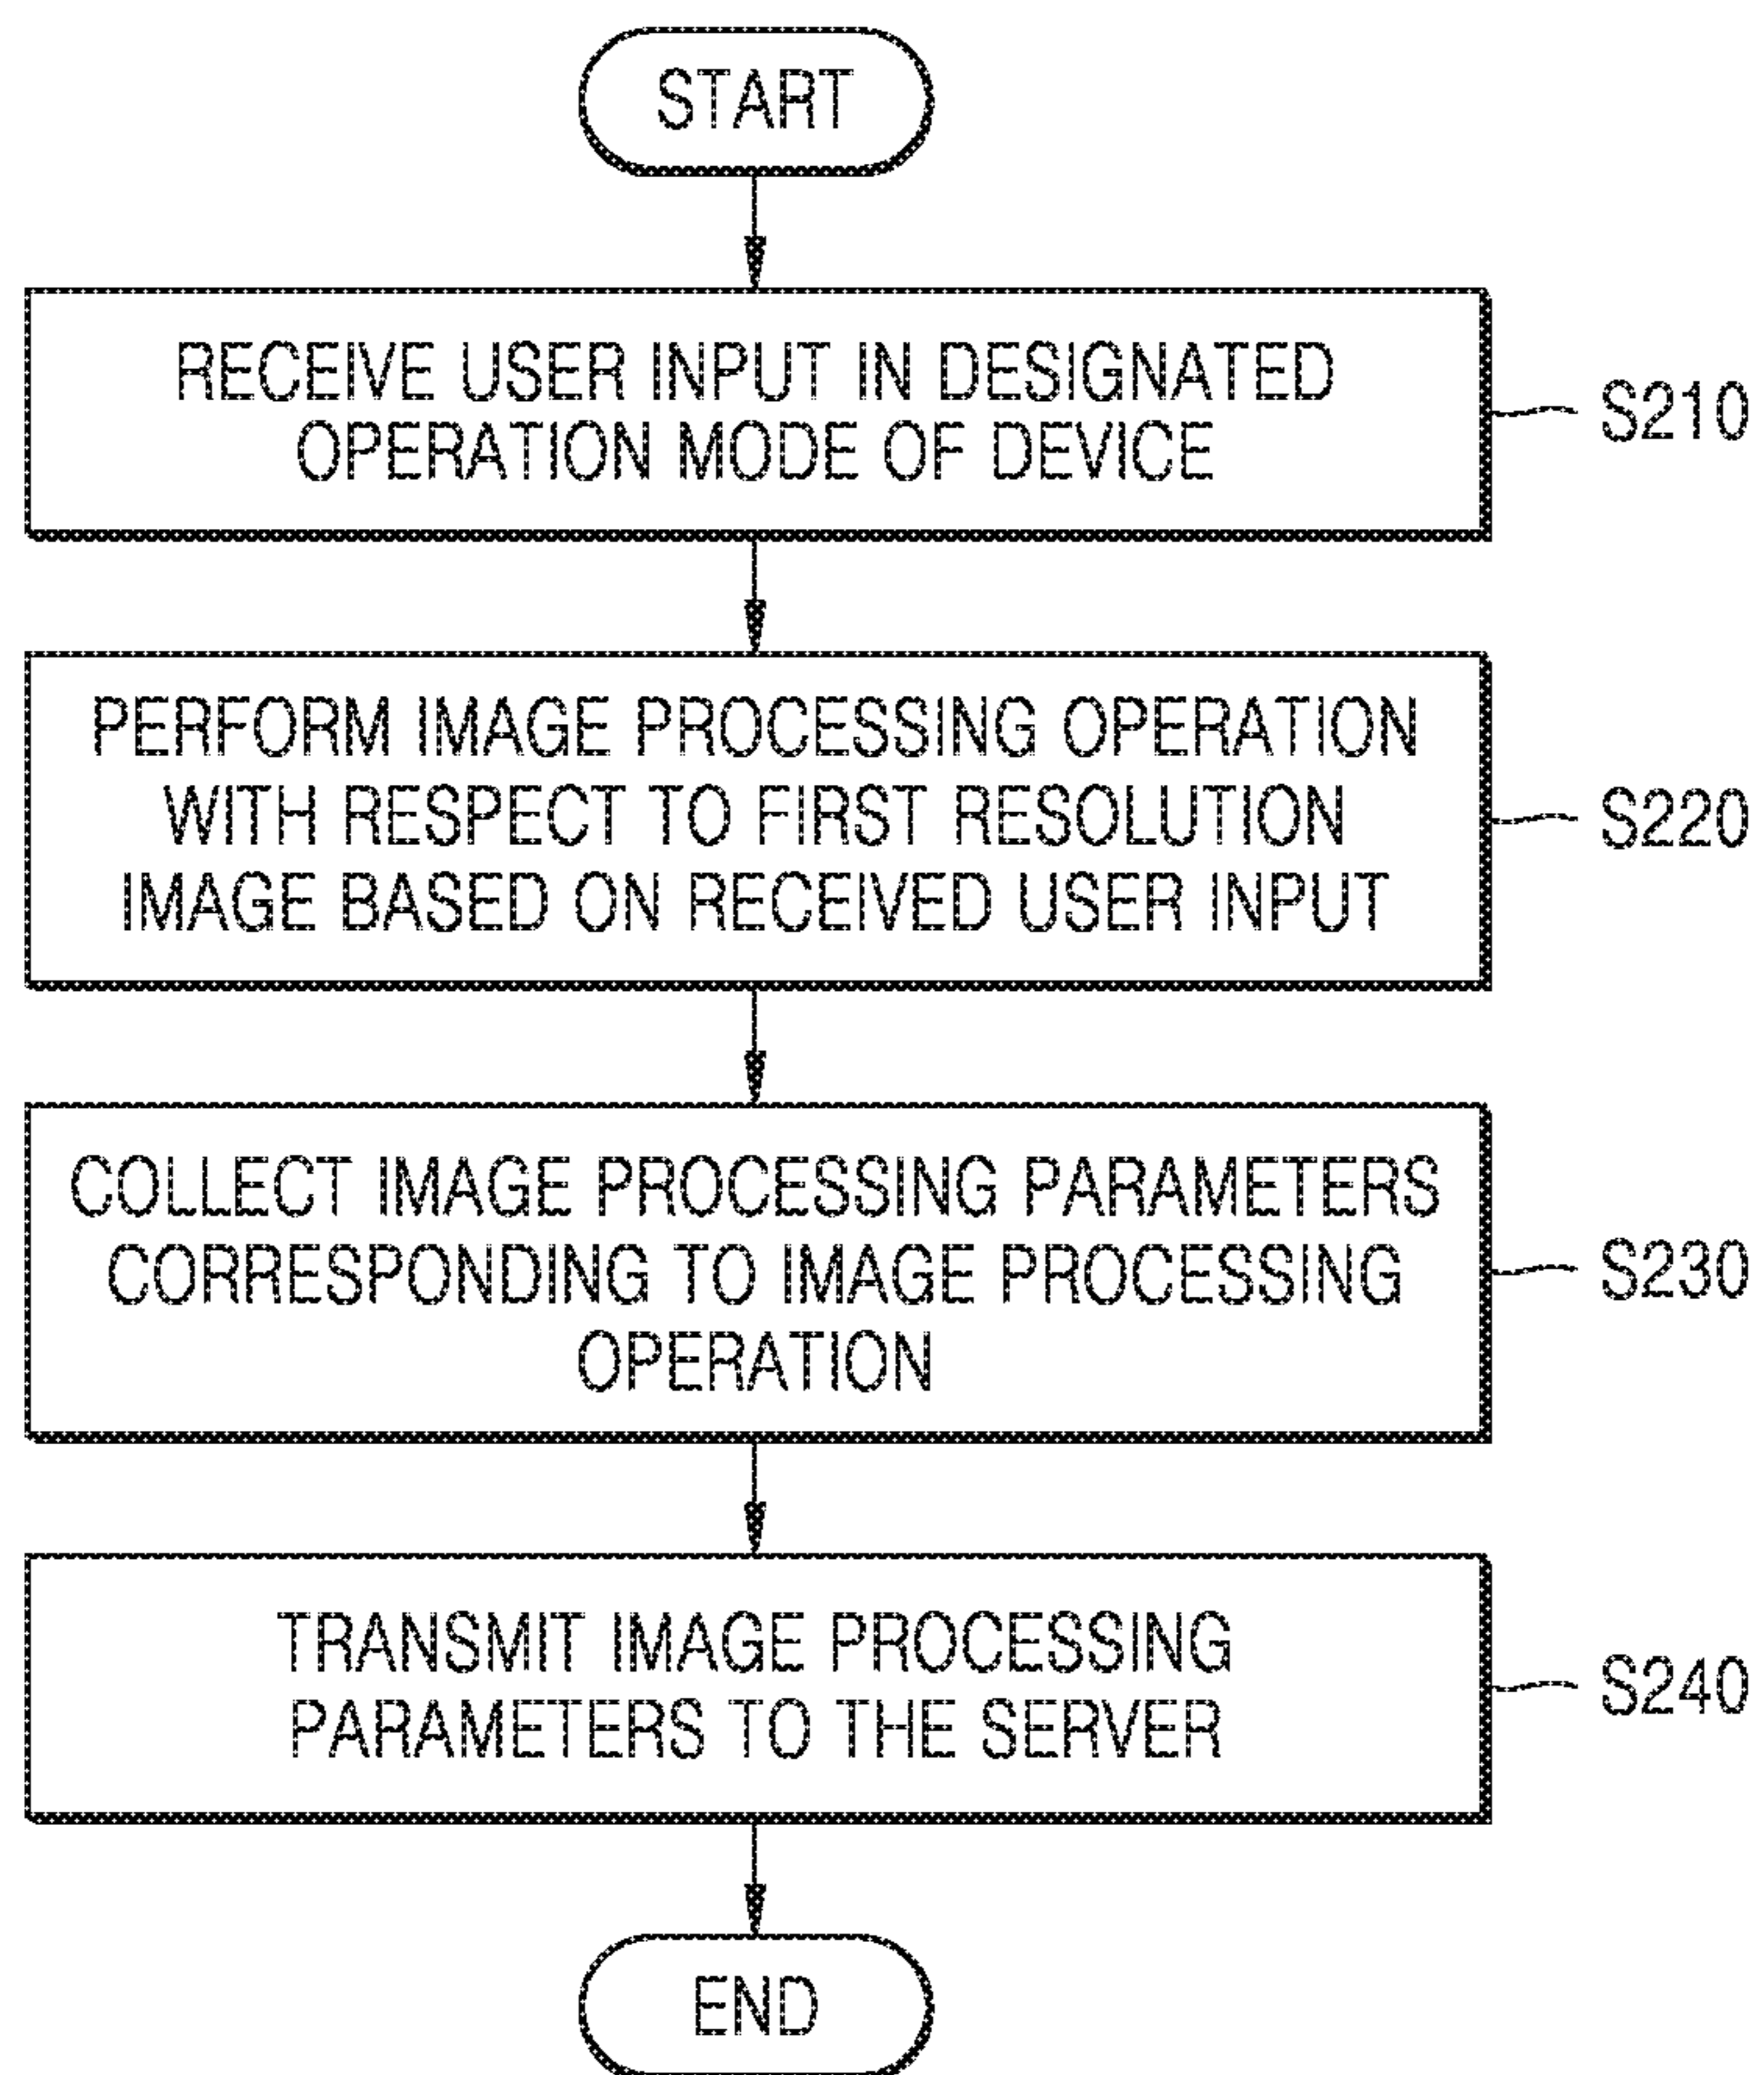 START
RECEIVE USER INPUT IN DESIGNATED
OPERATION MODE OF DEVICE
S210
PERFORM IMAGE PROCESSING OPERATION
WITH RESPECT TO FIRST RESOLUTION
IMAGE BASED ON RECEIVED USER INPUT
S220
COLLECT IMAGE PROCESSING PARAMETERS
CORRESPONDING TO IMAGE PROCESSING
OPERATION
S230
TRANSMIT IMAGE PROCESSING
PARAMETERS TO THE SERVER
S240
END